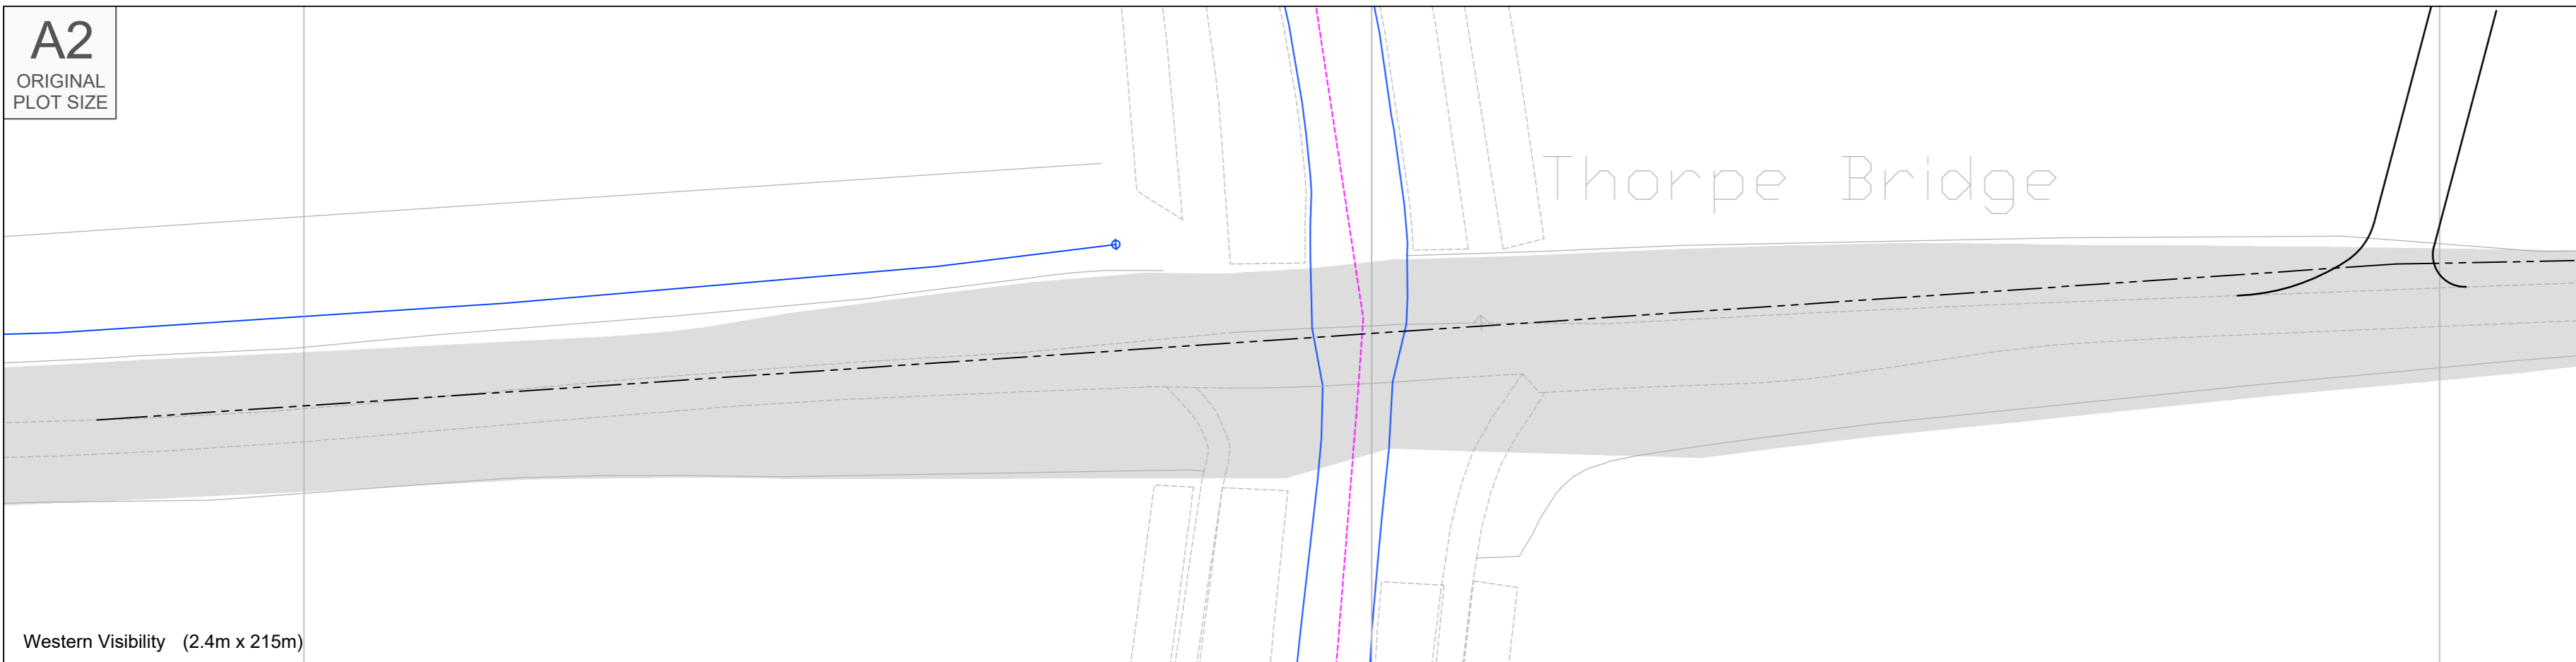 A2
ORIGINAL
PLOT SIZE
Thorpe Bridge
Western Visibility (2.4m x 215m)